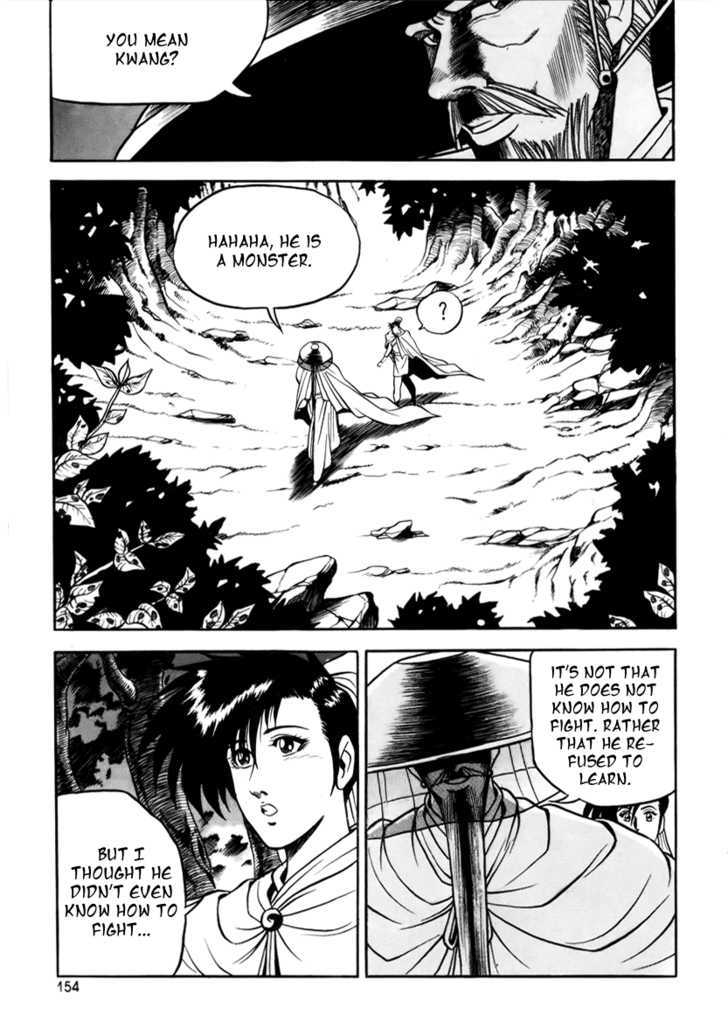 YOU MEAN
KWANG?
HAHAHA, HE IS
A MONSTER.
?
BUT I
THOUGHT HE
DIDN'T EVEN
KNOW HOW TO
FIGHT...
IT'S NOT THAT
HE DOES NOT
KNOW HOW TO
FIGHT. RATHER
THAT HE RE-
FUSED TO
LEARN.
154